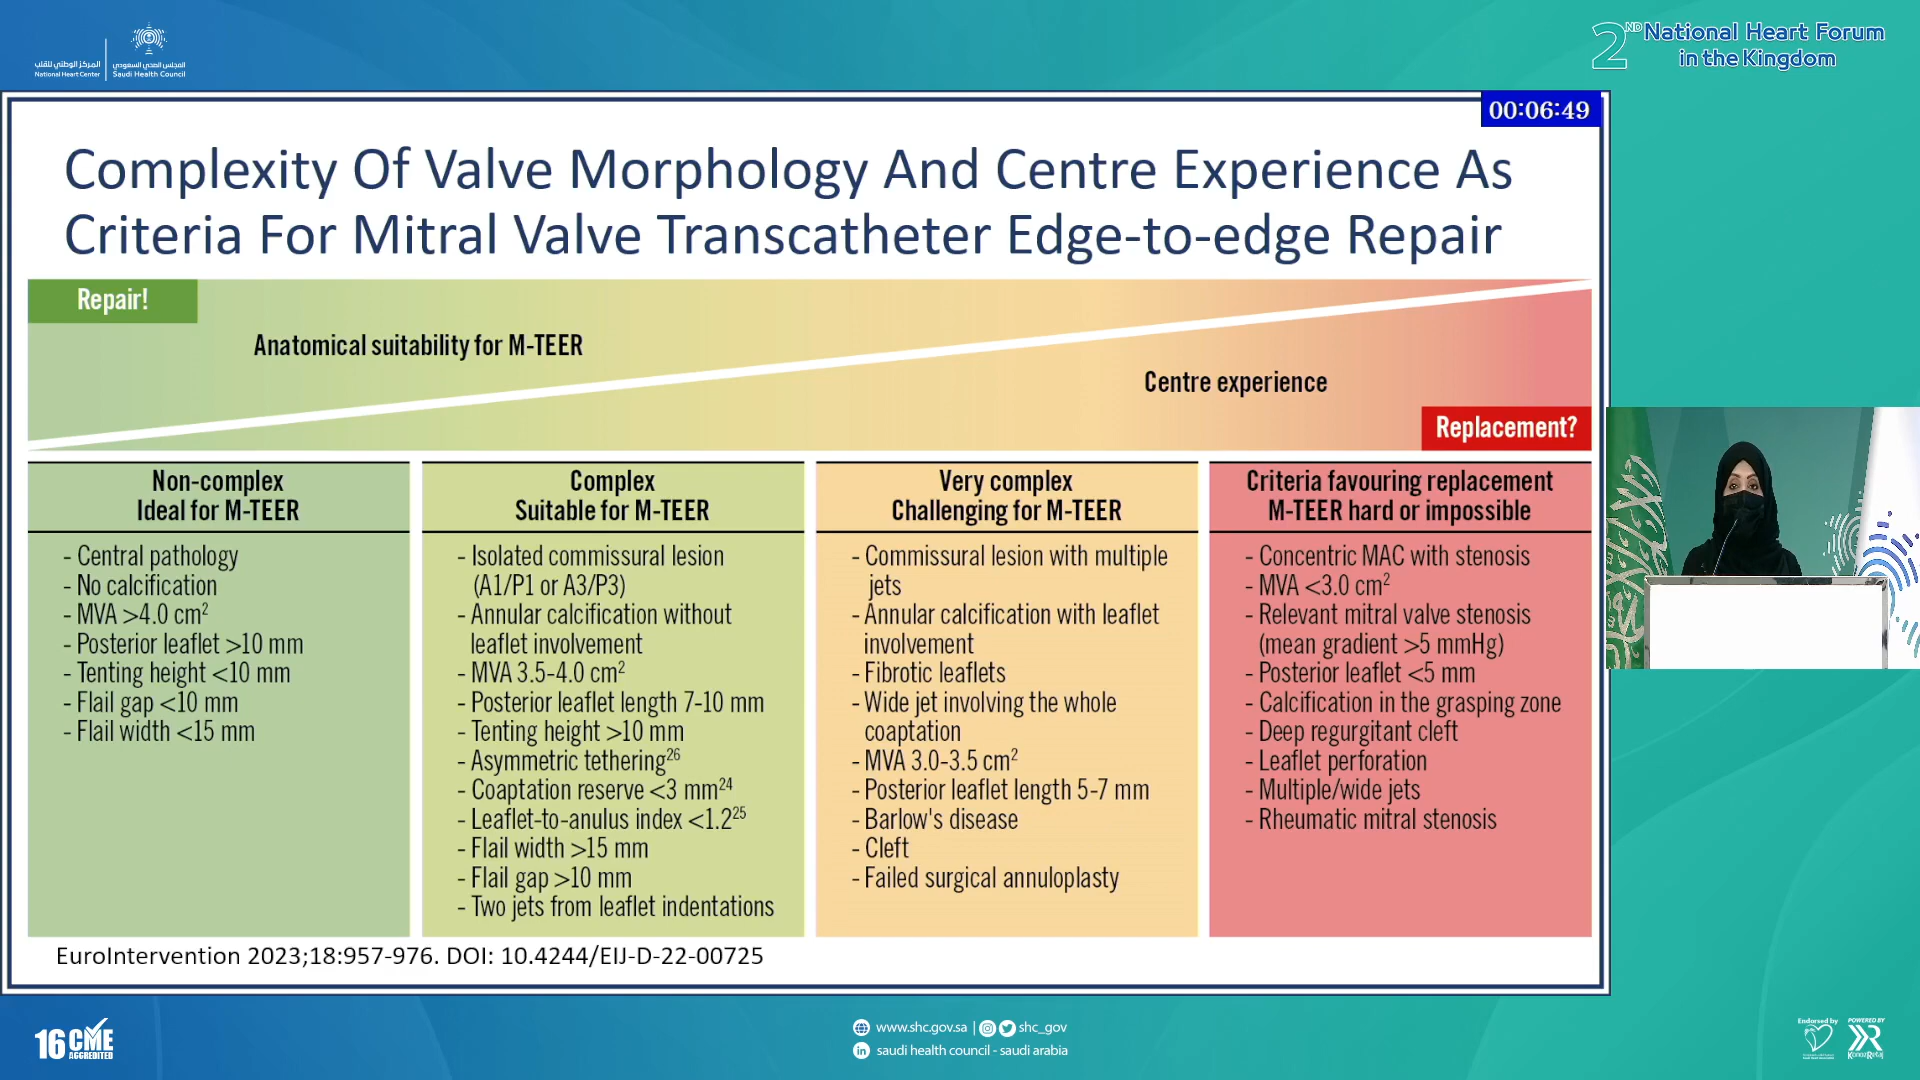 المركز الوطني للقلب
National Heart Center
المجلس الصحي السعودي
Saudi Health Council
2ND National Heart Forum
in the Kingdom
00:06:49
Complexity Of Valve Morphology And Centre Experience As
Criteria For Mitral Valve Transcatheter Edge-to-edge Repair
Repair!
Anatomical suitability for M-TEER
Centre experience
Replacement?
Non-complex
Ideal for M-TEER
- Central pathology
- No calcification
- MVA >4.0 cm²
- Posterior leaflet >10 mm
- Tenting height <10 mm
- Flail gap <10 mm
- Flail width <15 mm
Complex
Suitable for M-TEER
- Isolated commissural lesion
(A1/P1 or A3/P3)
- Annular calcification without
leaflet involvement
- MVA 3.5-4.0 cm²
- Posterior leaflet length 7-10 mm
- Tenting height >10 mm
- Asymmetric tethering²⁶
- Coaptation reserve <3 mm²⁴
- Leaflet-to-anulus index <1.2²⁵
- Flail width >15 mm
- Flail gap >10 mm
- Two jets from leaflet indentations
Very complex
Challenging for M-TEER
- Commissural lesion with multiple
jets
- Annular calcification with leaflet
involvement
- Fibrotic leaflets
- Wide jet involving the whole
coaptation
- MVA 3.0-3.5 cm²
- Posterior leaflet length 5-7 mm
- Barlow's disease
- Cleft
- Failed surgical annuloplasty
Criteria favouring replacement
M-TEER hard or impossible
- Concentric MAC with stenosis
- MVA <3.0 cm²
- Relevant mitral valve stenosis
(mean gradient >5 mmHg)
- Posterior leaflet <5 mm
- Calcification in the grasping zone
- Deep regurgitant cleft
- Leaflet perforation
- Multiple/wide jets
- Rheumatic mitral stenosis
EuroIntervention 2023;18:957-976. DOI: 10.4244/EIJ-D-22-00725
16 CME
ACCREDITED
www.shc.gov.sa | shc_gov
saudi health council - saudi arabia
Endorsed by
POWERED BY
KonozRetaj